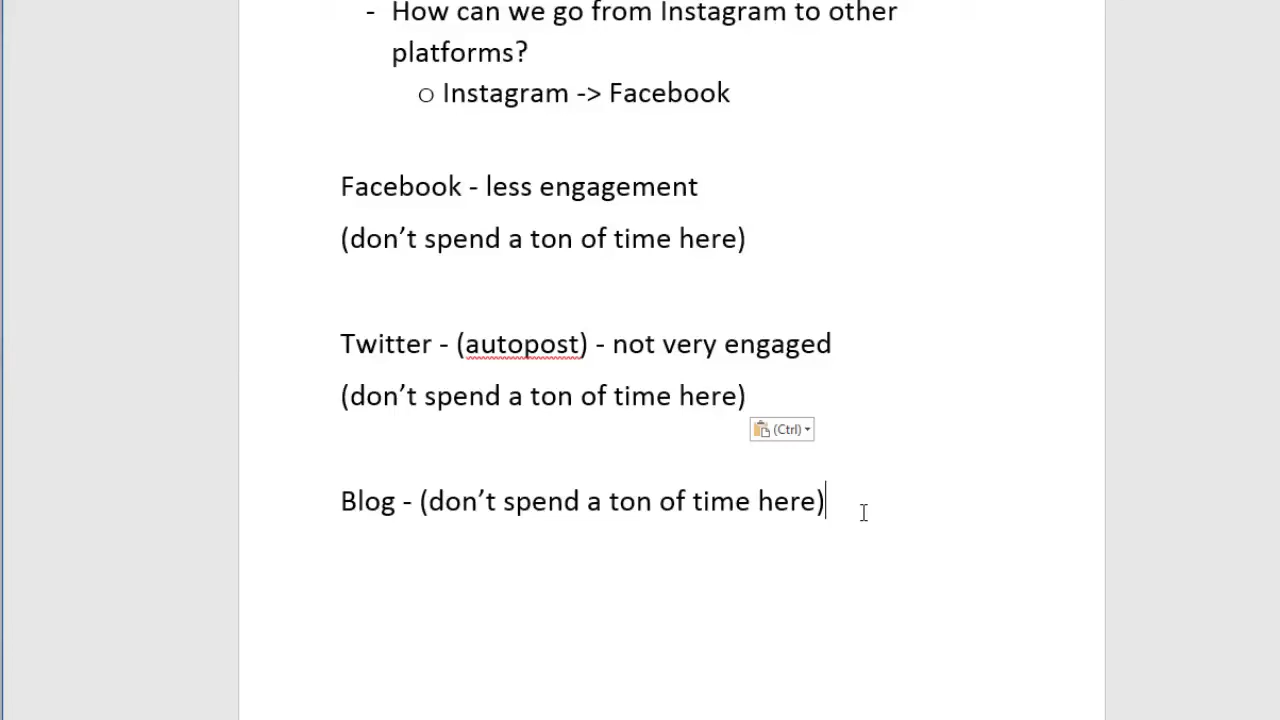 - How can we go from Instagram to other
platforms?
o Instagram -> Facebook
Facebook - less engagement
(don’t spend a ton of time here)
Twitter - (autopost) - not very engaged
(don’t spend a ton of time here)
(Ctrl)
Blog - (don’t spend a ton of time here)